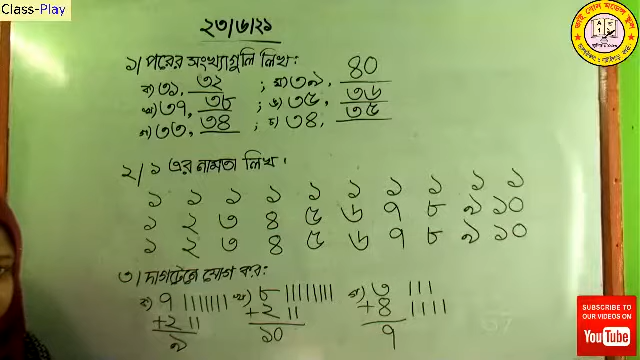 Class-Play
২৩/৬/২১
১/ পরের সংখ্যাগুলি লিখ:
ক) ৩১, ৩২ ; ঘ) ৩৯, ৪০
খ) ৩৭, ৩৮ ; ঙ) ৩৫, ৩৬
গ) ৩৩, ৩৪ ; চ) ৩৪, ৩৫
২/ ১ এর নামতা লিখ।
১ ১ ১ ১ ১ ১ ১ ১ ১ ১
১ ২ ৩ ৪ ৫ ৬ ৭ ৮ ৯ ১০
১ ২ ৩ ৪ ৫ ৬ ৭ ৮ ৯ ১০
৩/ দাগটেনে যোগ কর:
ক) ৭ ||||||| খ) ৮ |||||||| গ) ৩ |||
+২ || +২ || +৪ ||||
৯ ১০ ৭
SUBSCRIBE TO
OUR VIDEOS ON
YouTube